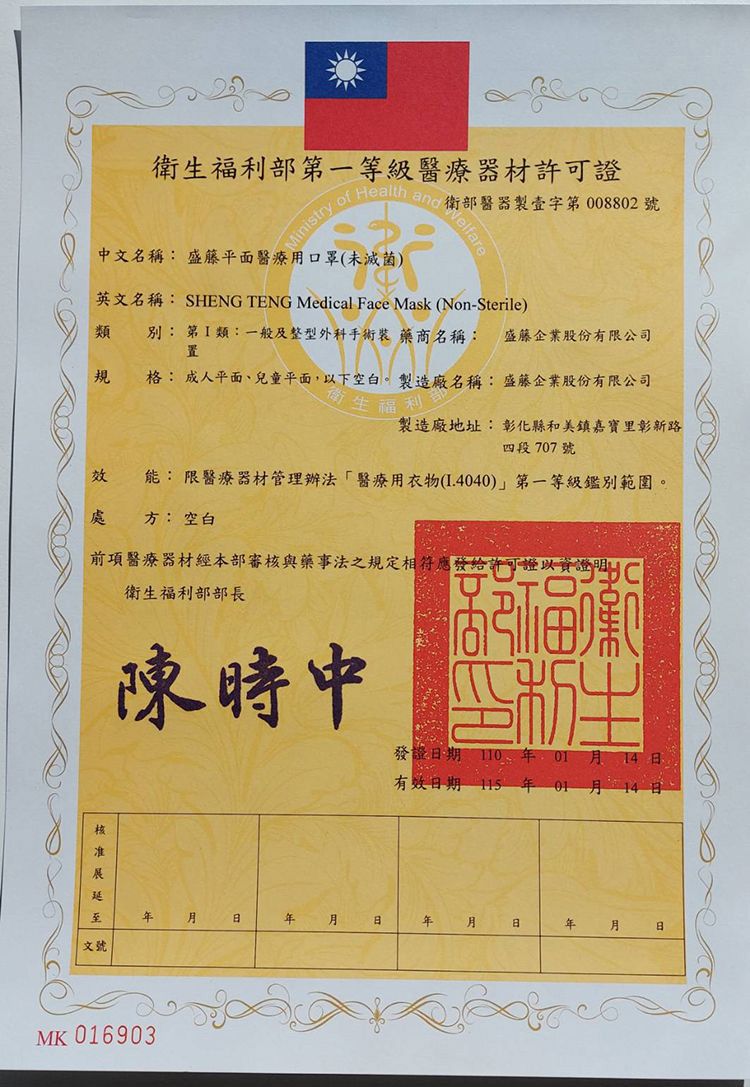 衛生福利部第一等級醫療器材許可證
衛部醫器製壹字第 008802 號
Ministry of Health and Welfare
中文名稱：盛藤平面醫療用口罩(未滅菌)
英文名稱：SHENG TENG Medical Face Mask (Non-Sterile)
類 別：第 I 類：一般及整型外科手術裝置
藥商名稱： 盛藤企業股份有限公司
規 格：成人平面、兒童平面，以下空白。
製造廠名稱：盛藤企業股份有限公司
衛生福利部
製造廠地址：彰化縣和美鎮嘉寶里彰新路
四段 707 號
效 能：限醫療器材管理辦法「醫療用衣物(I.4040)」第一等級鑑別範圍。
處 方：空白
前項醫療器材經本部審核與藥事法之規定相符應發給許可證以資證明
衛生福利部部長
陳時中
衛生福利部印
發證日期 110 年 01 月 14 日
有效日期 115 年 01 月 14 日
核准展延至
年 月 日 年 月 日 年 月 日 年 月 日
文號
MK 016903